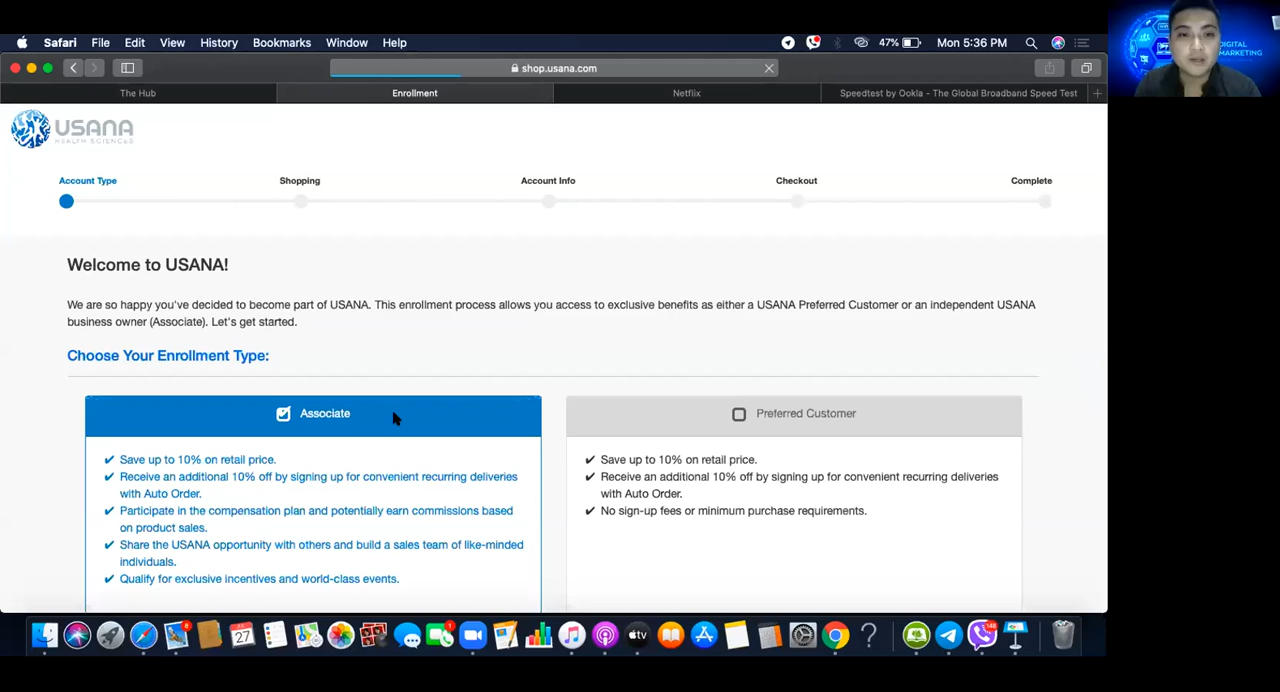 Safari File Edit View History Bookmarks Window Help 47% Mon 5:36 PM
DIGITAL
MARKETING
shop.usana.com
The Hub Enrollment Netflix Speedtest by Ookla - The Global Broadband Speed Test
USANA
HEALTH SCIENCES
Account Type Shopping Account Info Checkout Complete
Welcome to USANA!
We are so happy you've decided to become part of USANA. This enrollment process allows you access to exclusive benefits as either a USANA Preferred Customer or an independent USANA
business owner (Associate). Let's get started.
Choose Your Enrollment Type:
Associate
✔ Save up to 10% on retail price.
✔ Receive an additional 10% off by signing up for convenient recurring deliveries
with Auto Order.
✔ Participate in the compensation plan and potentially earn commissions based
on product sales.
✔ Share the USANA opportunity with others and build a sales team of like-minded
individuals.
✔ Qualify for exclusive incentives and world-class events.
Preferred Customer
✔ Save up to 10% on retail price.
✔ Receive an additional 10% off by signing up for convenient recurring deliveries
with Auto Order.
✔ No sign-up fees or minimum purchase requirements.
8
27
1
tv
148